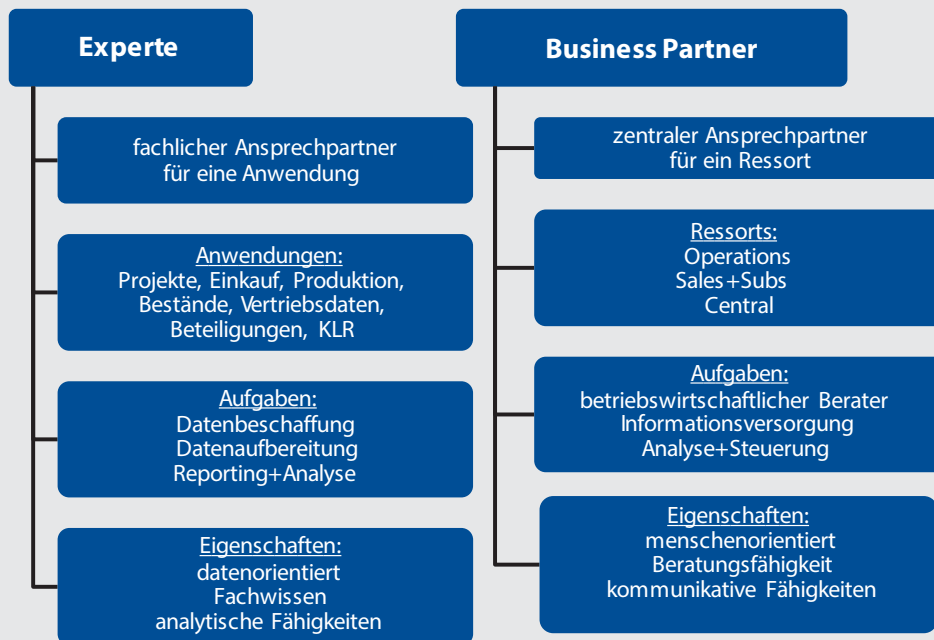 Experte
fachlicher Ansprechpartner
für eine Anwendung
Anwendungen:
Projekte, Einkauf, Produktion,
Bestände, Vertriebsdaten,
Beteiligungen, KLR
Aufgaben:
Datenbeschaffung
Datenaufbereitung
Reporting+Analyse
Eigenschaften:
datenorientiert
Fachwissen
analytische Fähigkeiten
Business Partner
zentraler Ansprechpartner
für ein Ressort
Ressorts:
Operations
Sales+Subs
Central
Aufgaben:
betriebswirtschaftlicher Berater
Informationsversorgung
Analyse+Steuerung
Eigenschaften:
menschenorientiert
Beratungsfähigkeit
kommunikative Fähigkeiten